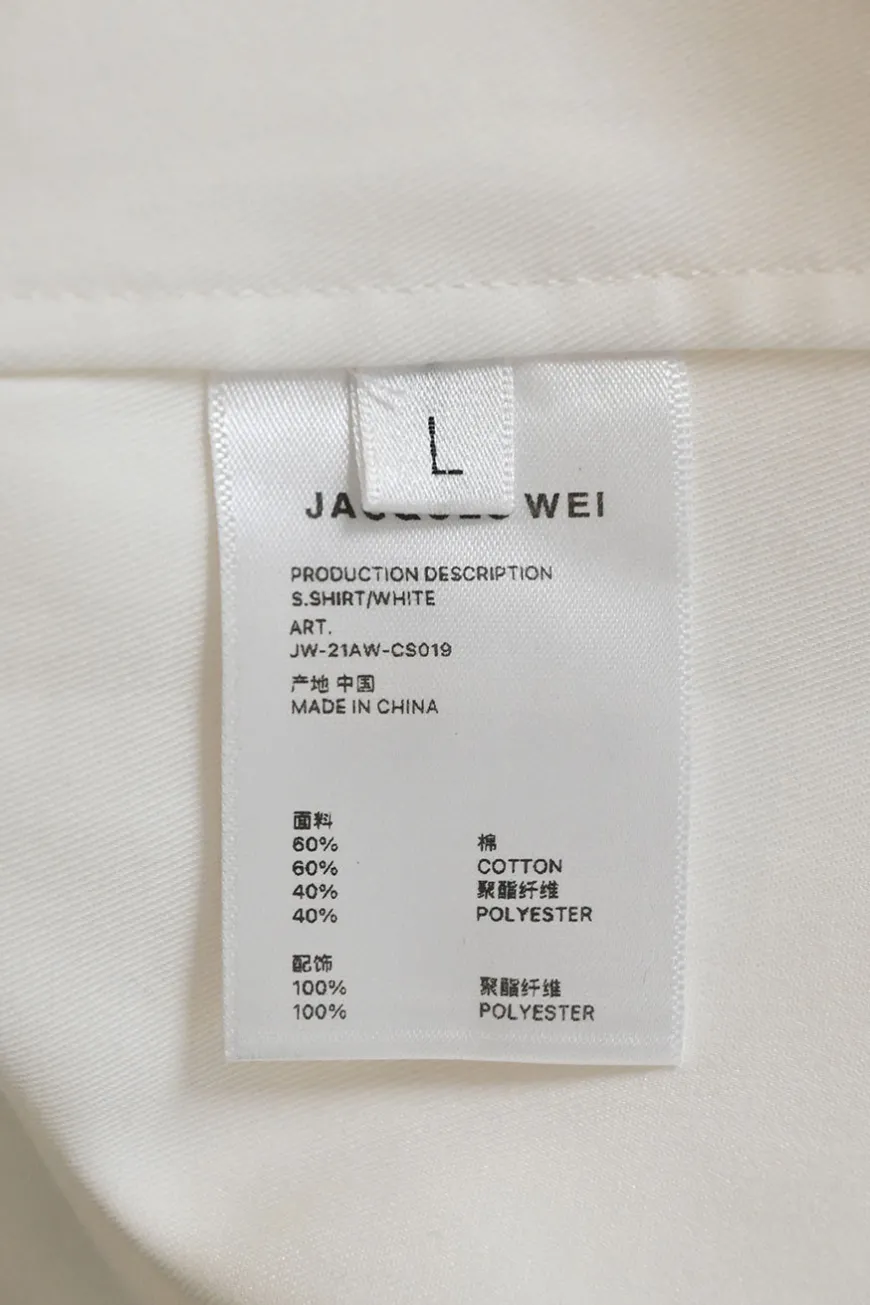 L
JACQUES WEI
PRODUCTION DESCRIPTION
S.SHIRT/WHITE
ART.
JW-21AW-CS019
产地 中国
MADE IN CHINA
面料
60% 棉
60% COTTON
40% 聚酯纤维
40% POLYESTER
配饰
100% 聚酯纤维
100% POLYESTER